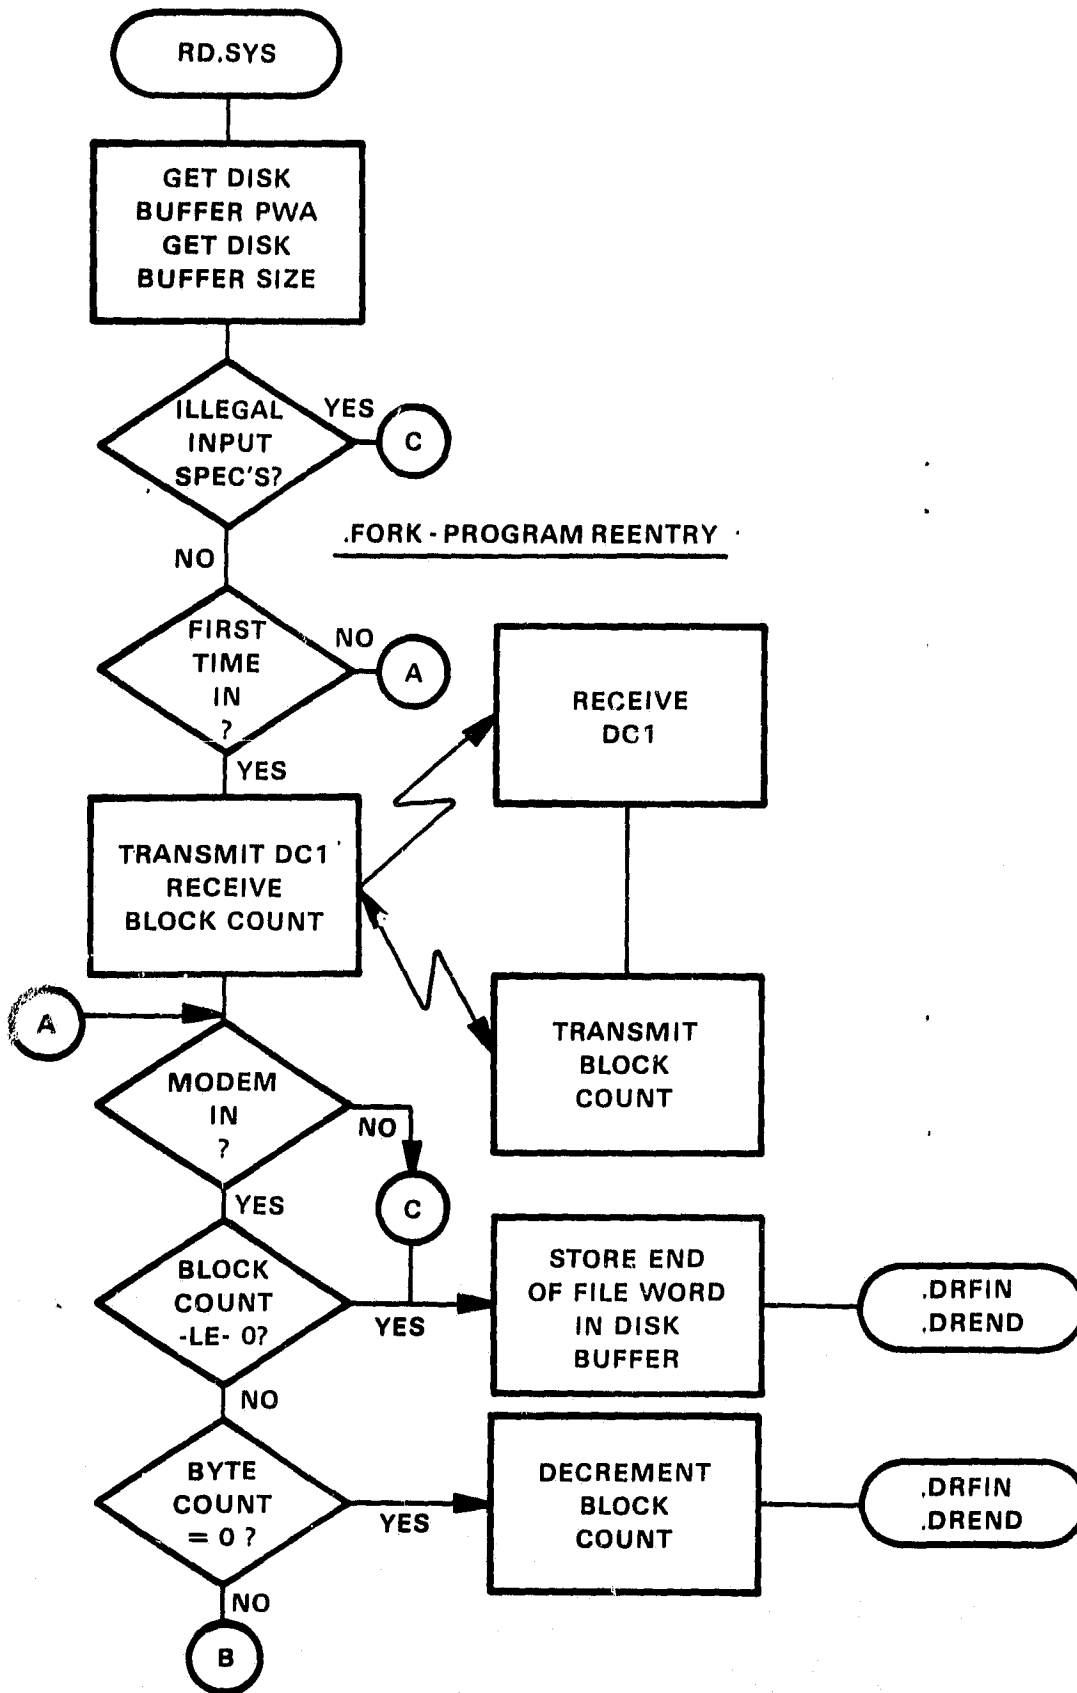 RD.SYS
GET DISK
BUFFER PWA
GET DISK
BUFFER SIZE
ILLEGAL
INPUT
SPEC'S?
YES
C
NO
.FORK - PROGRAM REENTRY
FIRST
TIME
IN
?
NO
A
YES
RECEIVE
DC1
TRANSMIT DC1
RECEIVE
BLOCK COUNT
A
TRANSMIT
BLOCK
COUNT
MODEM
IN
?
NO
C
YES
BLOCK
COUNT
-LE- 0?
YES
STORE END
OF FILE WORD
IN DISK
BUFFER
.DRFIN
.DREND
NO
BYTE
COUNT
= 0 ?
YES
DECREMENT
BLOCK
COUNT
.DRFIN
.DREND
NO
B